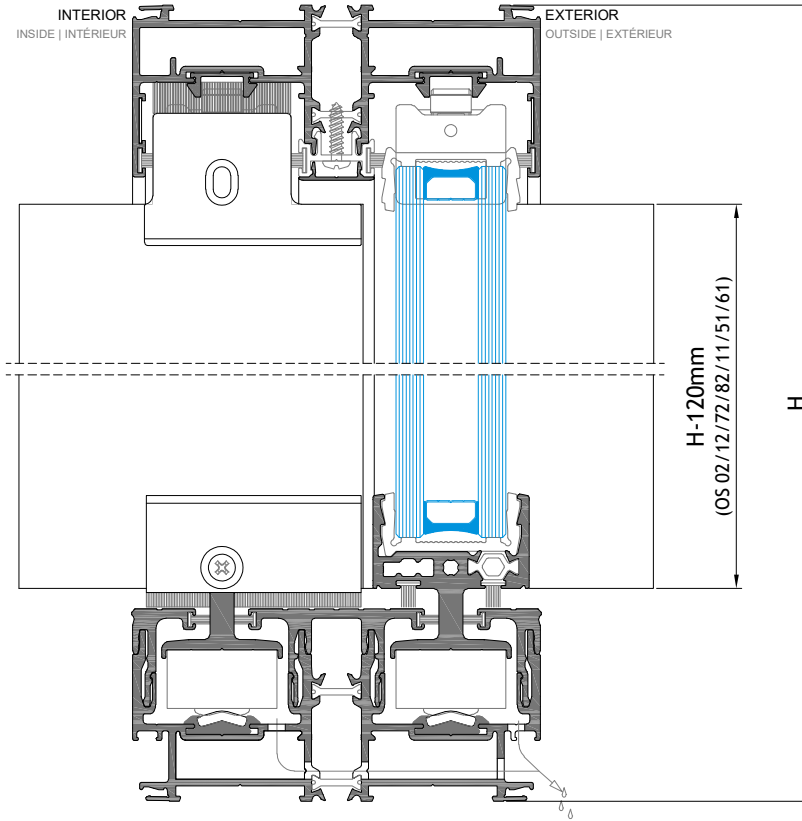 INTERIOR
INSIDE | INTÉRIEUR
EXTERIOR
OUTSIDE | EXTÉRIEUR
H-120mm
(OS 02/12/72/82/11/51/61)
H